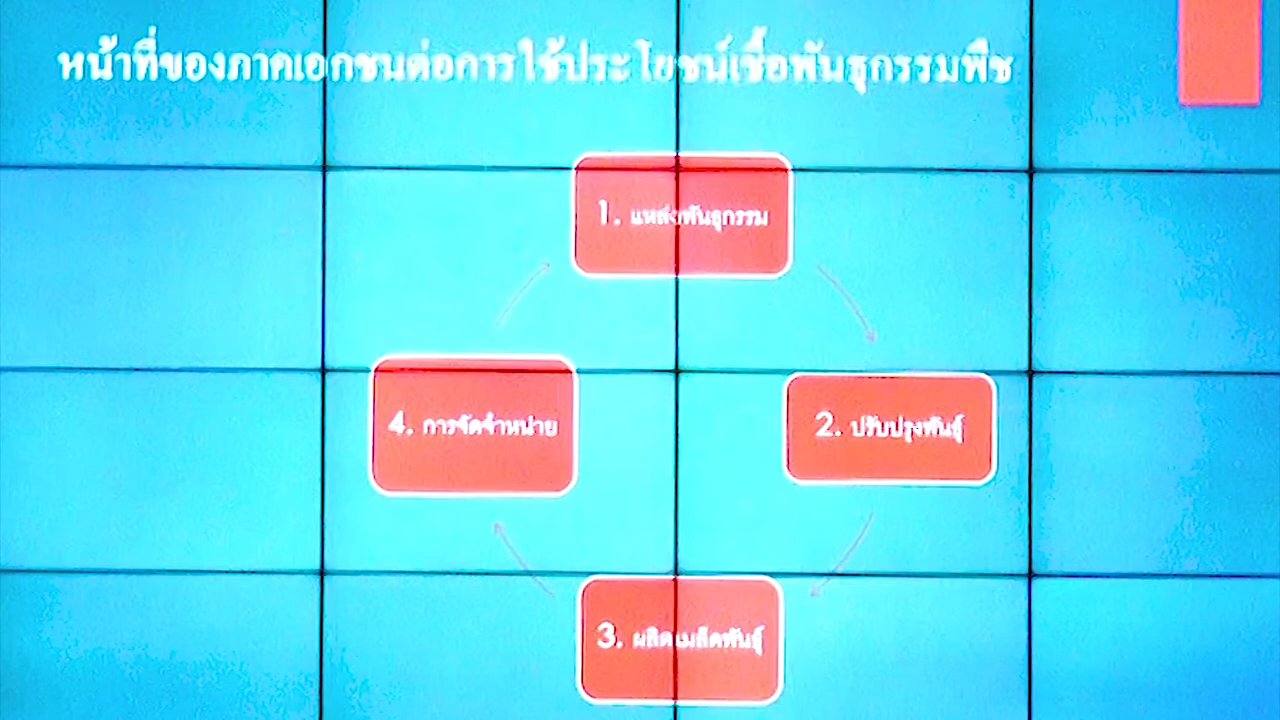 หน้าที่ของภาคเอกชนต่อการใช้ประโยชน์เชื้อพันธุกรรมพืช
1. แหล่งพันธุกรรม
4. การจัดจำหน่าย
2. ปรับปรุงพันธุ์
3. ผลิตเมล็ดพันธุ์